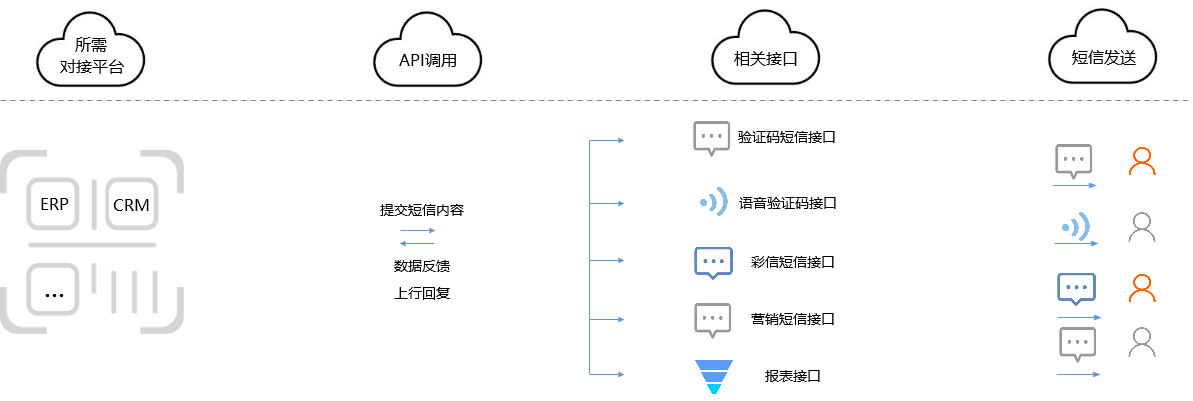 所需
对接平台
API调用
相关接口
短信发送
ERP
CRM
...
提交短信内容
数据反馈
上行回复
验证码短信接口
语音验证码接口
彩信短信接口
营销短信接口
报表接口